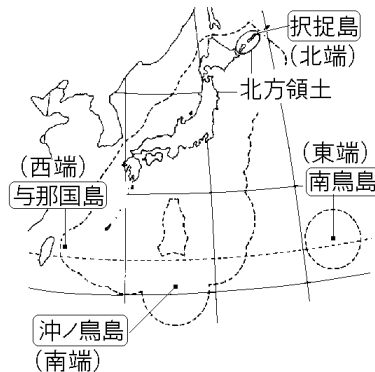 択捉島
(北端)
北方領土
(西端)
与那国島
(東端)
南鳥島
沖ノ鳥島
(南端)